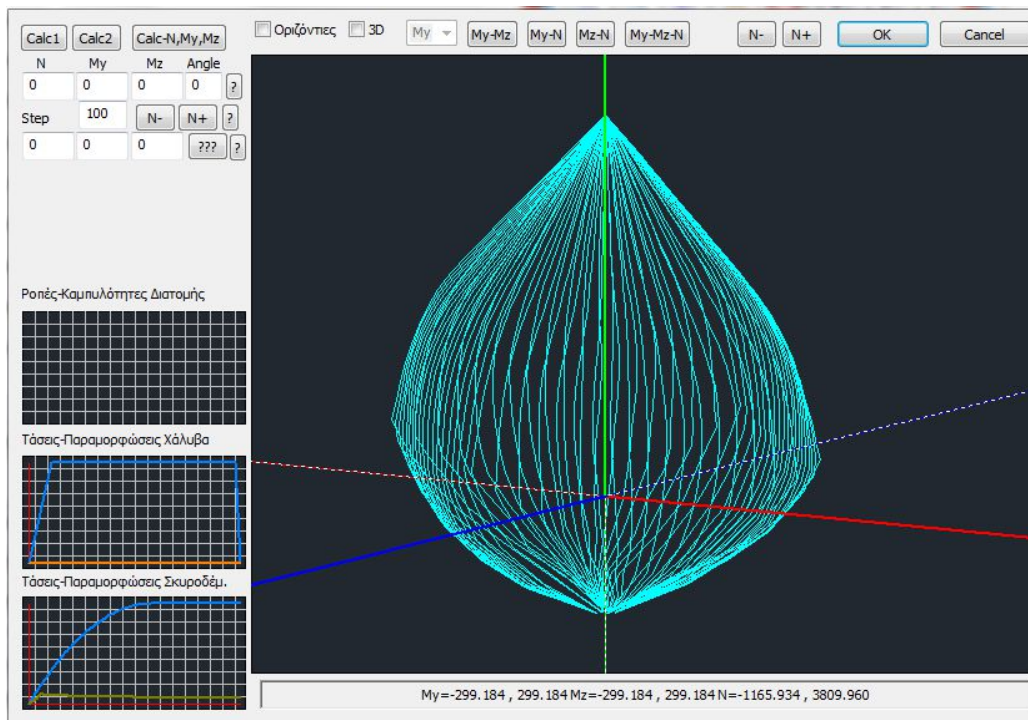 Calc1 Calc2 Calc-N,My,Mz Οριζόντιες 3D My My-Mz My-N Mz-N My-Mz-N N- N+ OK Cancel
N My Mz Angle
0 0 0 0 ?
Step 100 N- N+ ?
0 0 0 ??? ?
Ροπές-Καμπυλότητες Διατομής
Τάσεις-Παραμορφώσεις Χάλυβα
Τάσεις-Παραμορφώσεις Σκυροδέμ.
My=-299.184 , 299.184 Mz=-299.184 , 299.184 N=-1165.934 , 3809.960